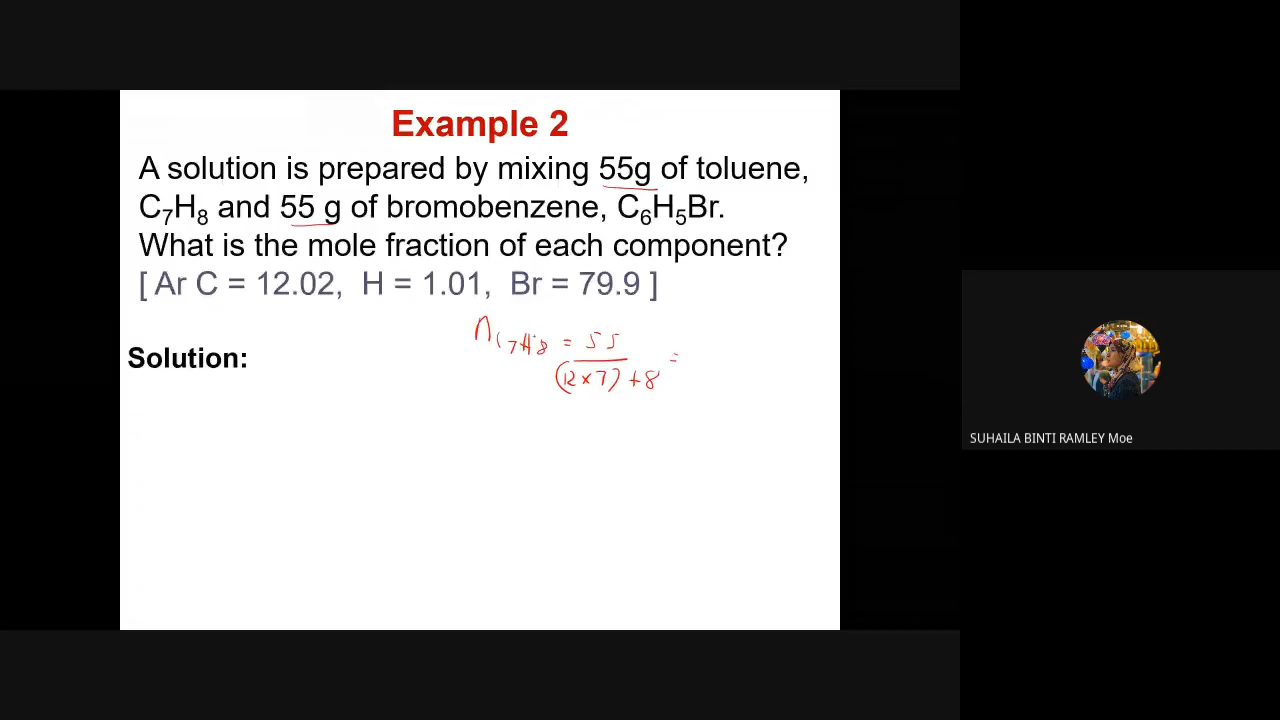 Example 2
A solution is prepared by mixing 55g of toluene,
C₇H₈ and 55 g of bromobenzene, C₆H₅Br.
What is the mole fraction of each component?
[ Ar C = 12.02,  H = 1.01,  Br = 79.9 ]
n C₇H₈ = 55 =
(12 × 7) + 8
Solution:
SUHAILA BINTI RAMLEY Moe